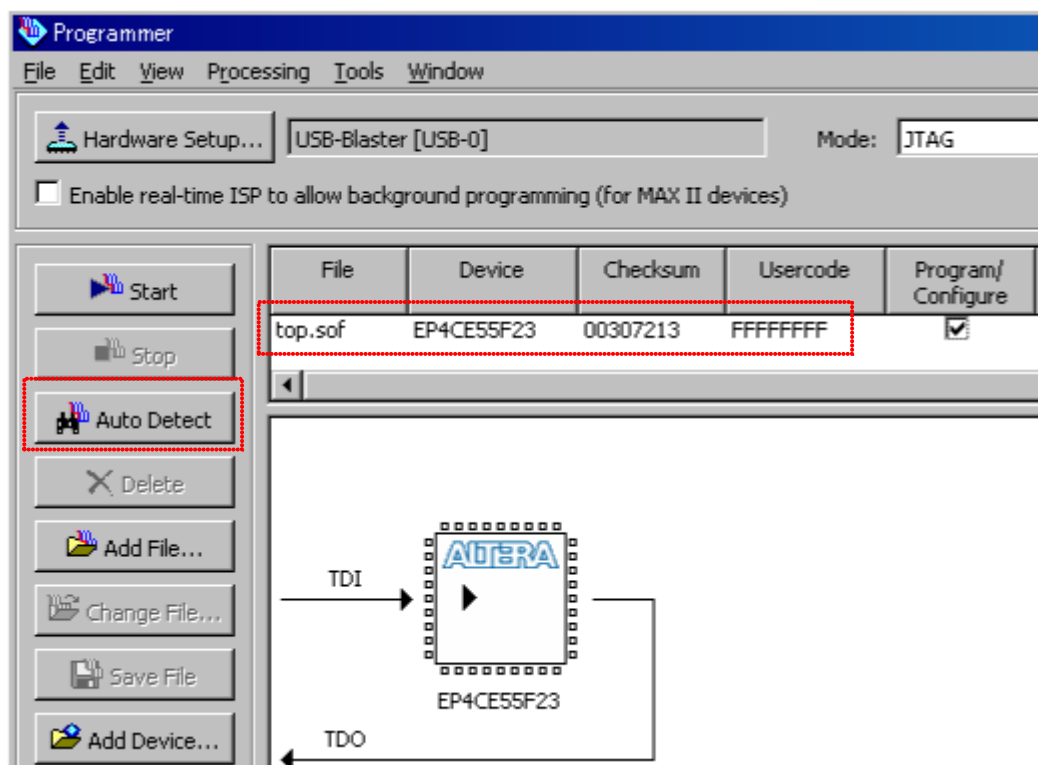 Programmer
File Edit View Processing Tools Window
Hardware Setup... USB-Blaster [USB-0] Mode: JTAG
Enable real-time ISP to allow background programming (for MAX II devices)
Start
Stop
Auto Detect
Delete
Add File...
Change File...
Save File
Add Device...
File Device Checksum Usercode Program/
Configure
top.sof EP4CE55F23 00307213 FFFFFFFF
ALTERA
TDI
EP4CE55F23
TDO